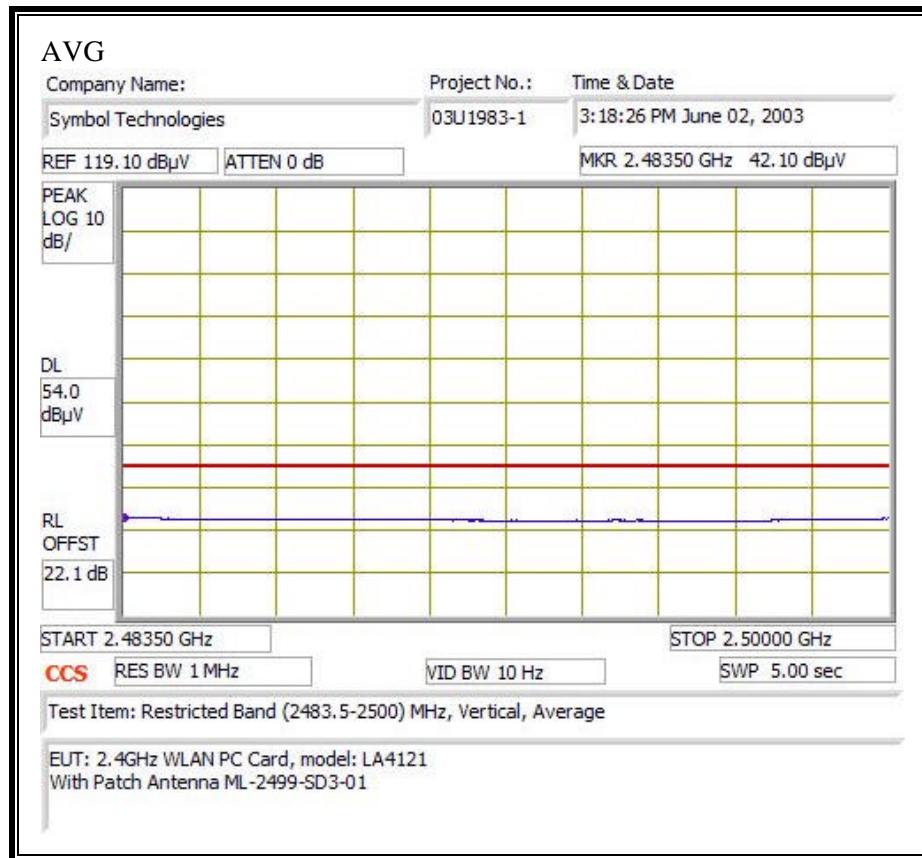 AVG
Company Name: Project No.: Time & Date
Symbol Technologies 03U1983-1 3:18:26 PM June 02, 2003
REF 119.10 dBµV ATTEN 0 dB MKR 2.48350 GHz 42.10 dBµV
PEAK
LOG 10
dB/
DL
54.0
dBµV
RL
OFFST
22.1 dB
START 2.48350 GHz STOP 2.50000 GHz
CCS RES BW 1 MHz VID BW 10 Hz SWP 5.00 sec
Test Item: Restricted Band (2483.5-2500) MHz, Vertical, Average
EUT: 2.4GHz WLAN PC Card, model: LA4121
With Patch Antenna ML-2499-SD3-01